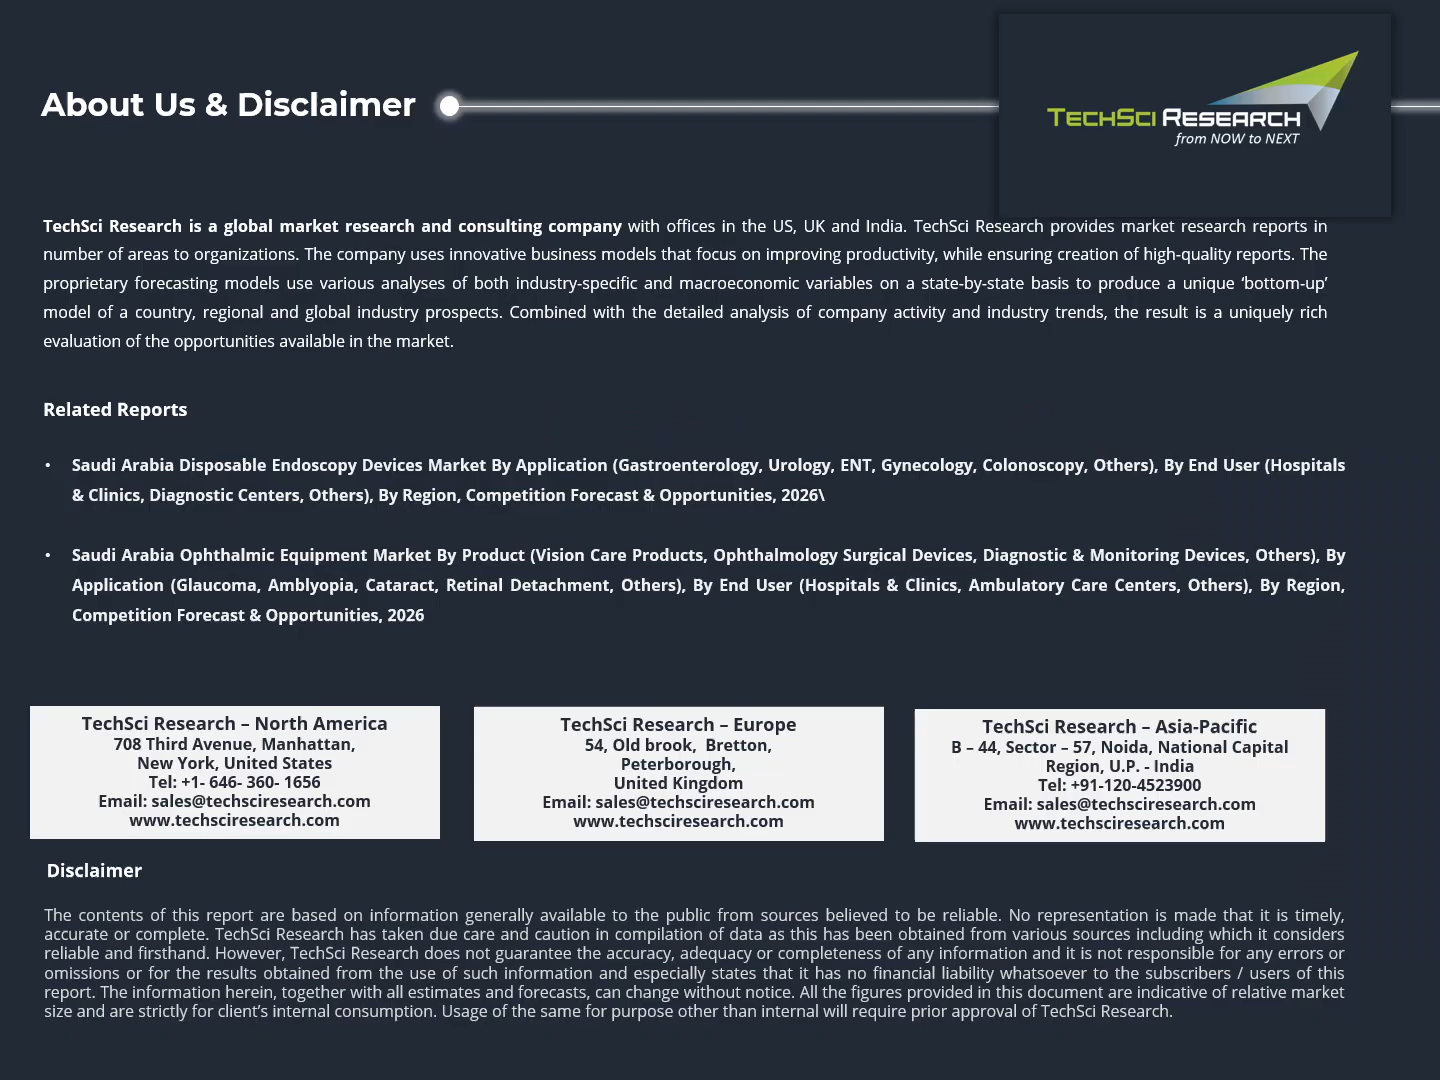 About Us & Disclaimer
TECHSCI RESEARCH
from NOW to NEXT
TechSci Research is a global market research and consulting company with offices in the US, UK and India. TechSci Research provides market research reports in
number of areas to organizations. The company uses innovative business models that focus on improving productivity, while ensuring creation of high-quality reports. The
proprietary forecasting models use various analyses of both industry-specific and macroeconomic variables on a state-by-state basis to produce a unique ‘bottom-up’
model of a country, regional and global industry prospects. Combined with the detailed analysis of company activity and industry trends, the result is a uniquely rich
evaluation of the opportunities available in the market.
Related Reports
• Saudi Arabia Disposable Endoscopy Devices Market By Application (Gastroenterology, Urology, ENT, Gynecology, Colonoscopy, Others), By End User (Hospitals
& Clinics, Diagnostic Centers, Others), By Region, Competition Forecast & Opportunities, 2026\
• Saudi Arabia Ophthalmic Equipment Market By Product (Vision Care Products, Ophthalmology Surgical Devices, Diagnostic & Monitoring Devices, Others), By
Application (Glaucoma, Amblyopia, Cataract, Retinal Detachment, Others), By End User (Hospitals & Clinics, Ambulatory Care Centers, Others), By Region,
Competition Forecast & Opportunities, 2026
TechSci Research – North America
708 Third Avenue, Manhattan,
New York, United States
Tel: +1- 646- 360- 1656
Email: sales@techsciresearch.com
www.techsciresearch.com
TechSci Research – Europe
54, Old brook, Bretton,
Peterborough,
United Kingdom
Email: sales@techsciresearch.com
www.techsciresearch.com
TechSci Research – Asia-Pacific
B – 44, Sector – 57, Noida, National Capital
Region, U.P. - India
Tel: +91-120-4523900
Email: sales@techsciresearch.com
www.techsciresearch.com
Disclaimer
The contents of this report are based on information generally available to the public from sources believed to be reliable. No representation is made that it is timely,
accurate or complete. TechSci Research has taken due care and caution in compilation of data as this has been obtained from various sources including which it considers
reliable and firsthand. However, TechSci Research does not guarantee the accuracy, adequacy or completeness of any information and it is not responsible for any errors or
omissions or for the results obtained from the use of such information and especially states that it has no financial liability whatsoever to the subscribers / users of this
report. The information herein, together with all estimates and forecasts, can change without notice. All the figures provided in this document are indicative of relative market
size and are strictly for client’s internal consumption. Usage of the same for purpose other than internal will require prior approval of TechSci Research.